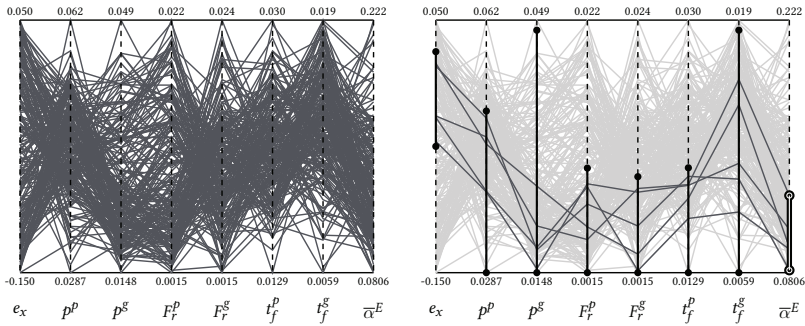 0.050 0.062 0.049 0.022 0.024 0.030 0.019 0.222 0.050 0.062 0.049 0.022 0.024 0.030 0.019 0.222
-0.150 0.0287 0.0148 0.0015 0.0015 0.0129 0.0059 0.0806 -0.150 0.0287 0.0148 0.0015 0.0015 0.0129 0.0059 0.0806
e_x p^p p^g F_r^p F_r^g t_f^p t_f^g α̅^E e_x p^p p^g F_r^p F_r^g t_f^p t_f^g α̅^E